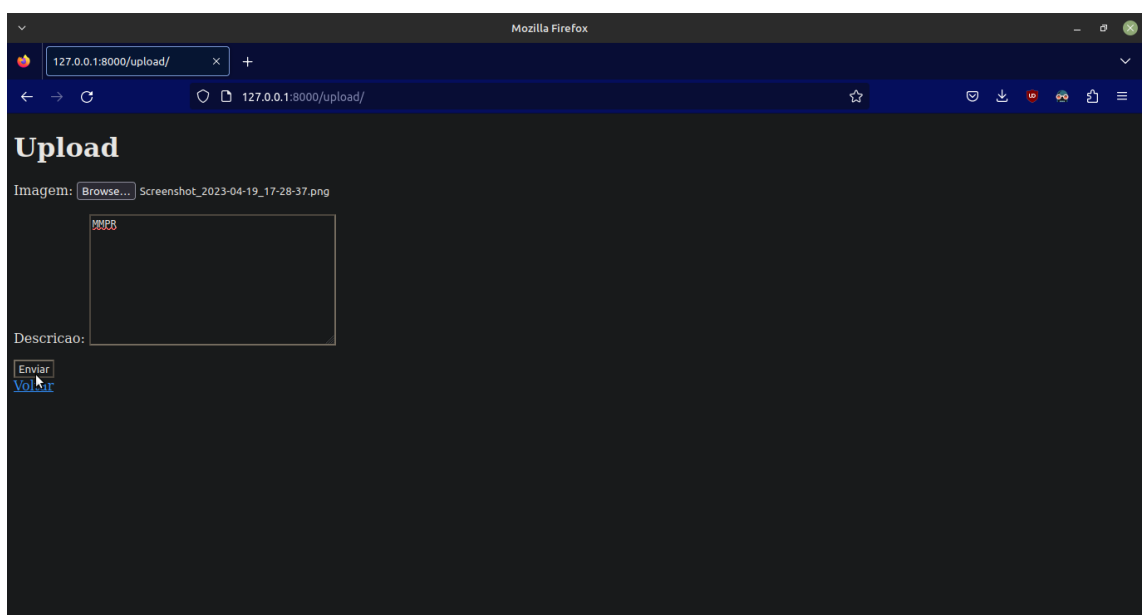 Mozilla Firefox
127.0.0.1:8000/upload/
127.0.0.1:8000/upload/
Upload
Imagem: Browse... Screenshot_2023-04-19_17-28-37.png
MMPR
Descricao:
Enviar
Voltar